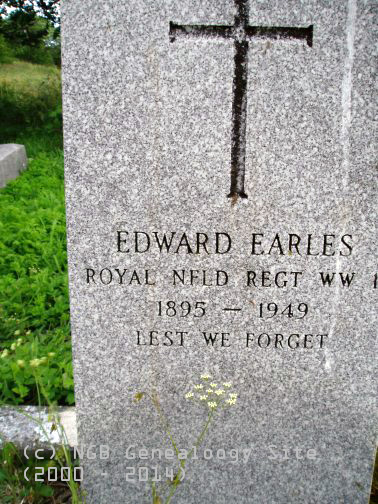 EDWARD EARLES
ROYAL NFLD REGT WW I
1895 – 1949
LEST WE FORGET
(c) NGB Genealogy Site
(2000 - 2014)